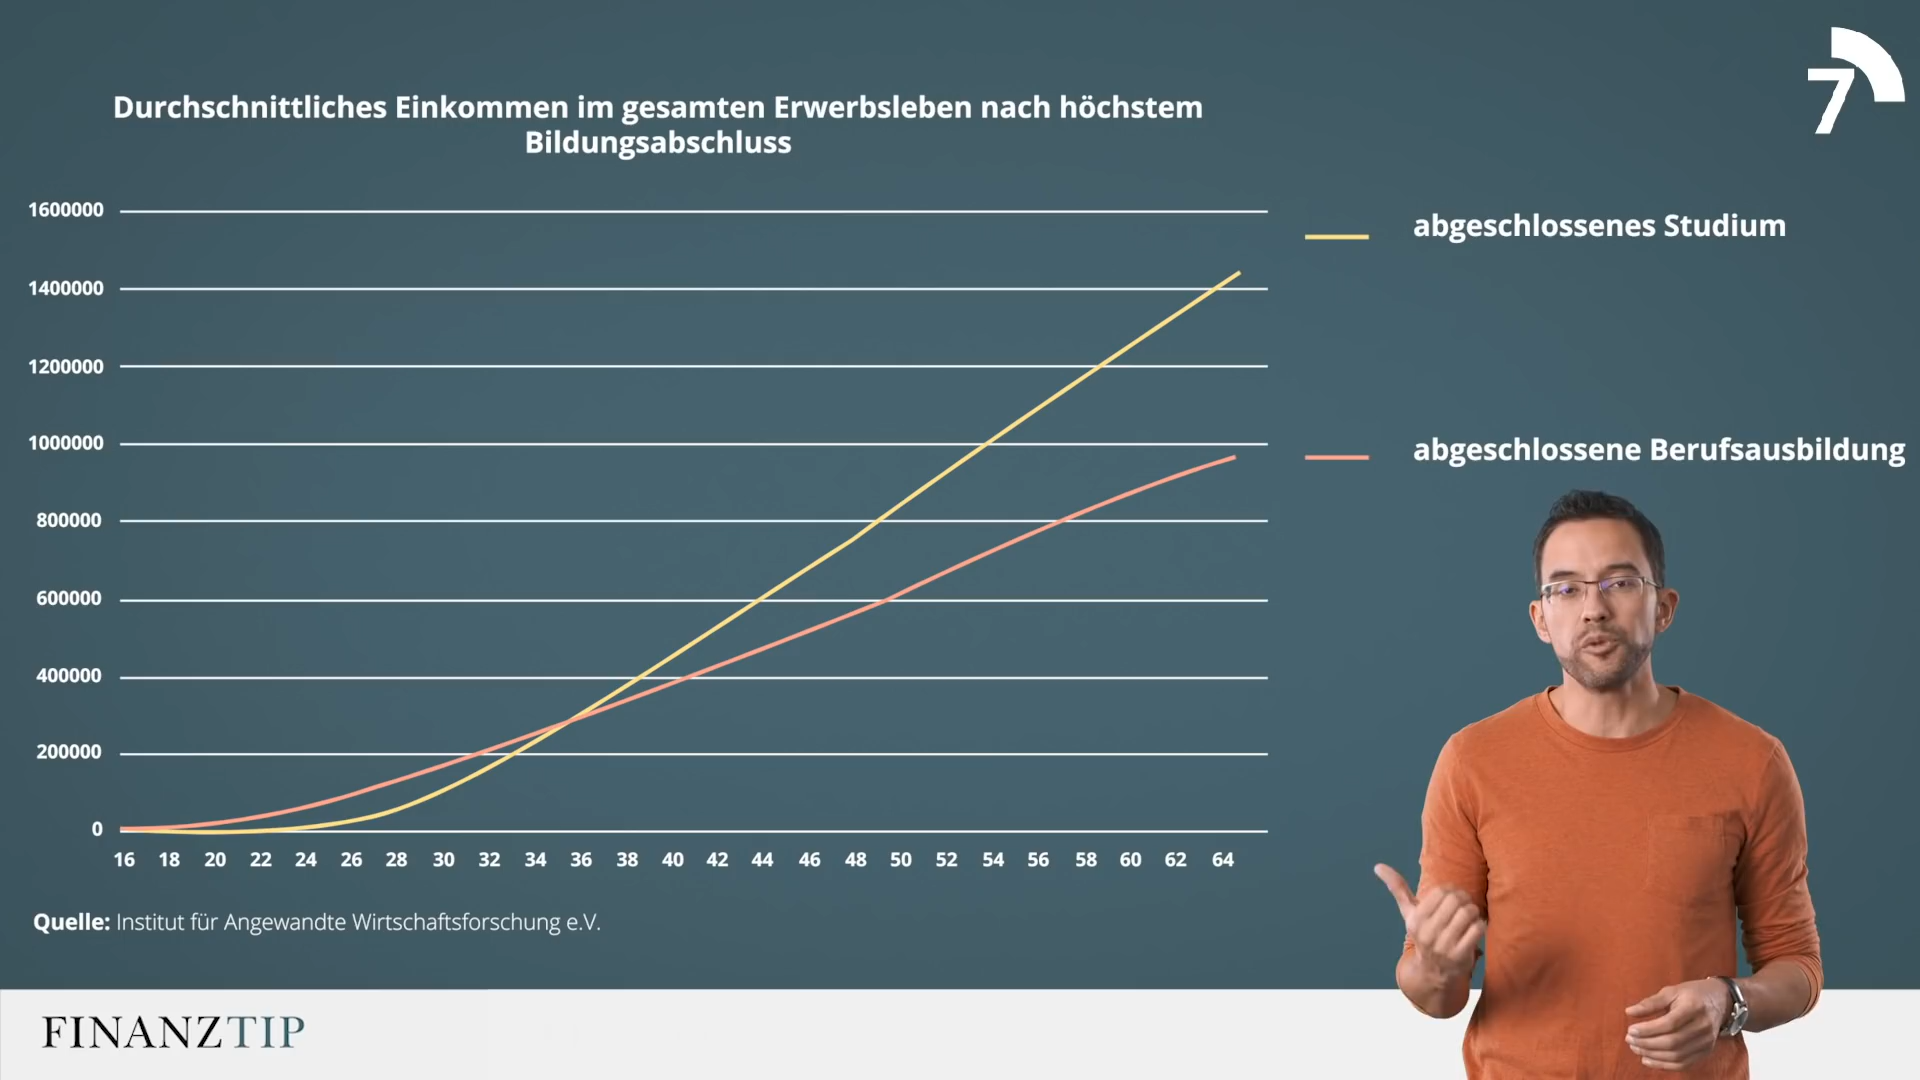 7
Durchschnittliches Einkommen im gesamten Erwerbsleben nach höchstem
Bildungsabschluss
1600000
1400000
1200000
1000000
800000
600000
400000
200000
0
16 18 20 22 24 26 28 30 32 34 36 38 40 42 44 46 48 50 52 54 56 58 60 62 64
abgeschlossenes Studium
abgeschlossene Berufsausbildung
Quelle: Institut für Angewandte Wirtschaftsforschung e.V.
FINANZTIP